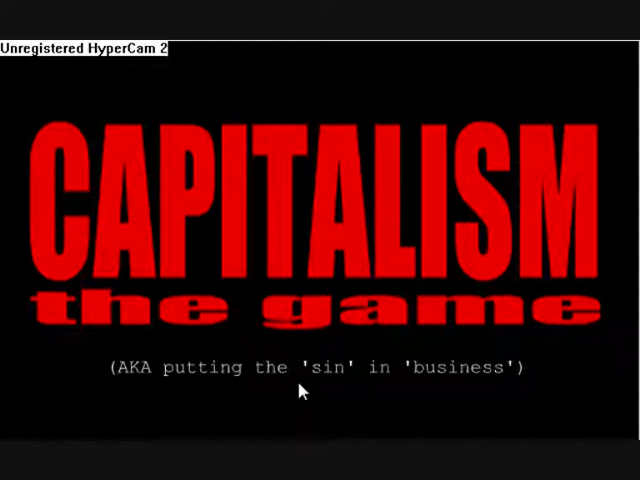 Unregistered HyperCam 2
CAPITALISM
the game
(AKA putting the 'sin' in 'business')